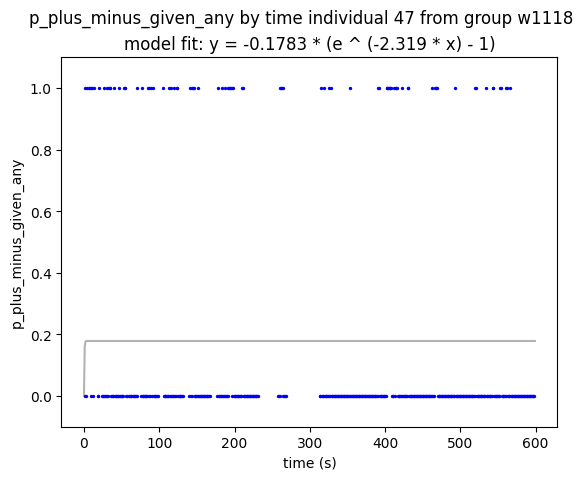 p_plus_minus_given_any by time individual 47 from group w1118
model fit: y = -0.1783 * (e ^ (-2.319 * x) - 1)
1.0
0.8
0.6
0.4
0.2
0.0
p_plus_minus_given_any
0 100 200 300 400 500 600
time (s)